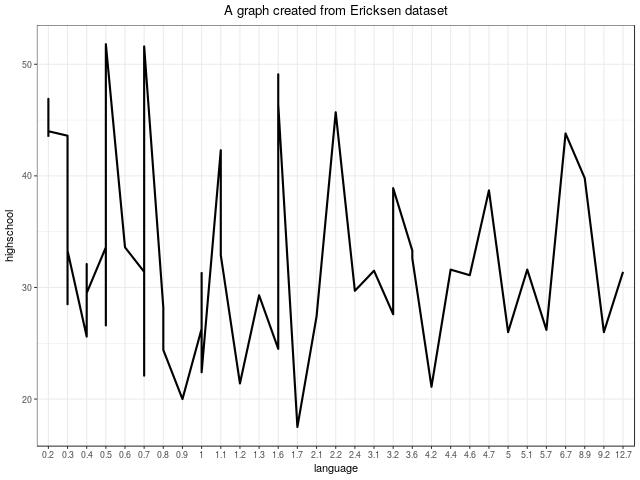 A graph created from Ericksen dataset
50
40
30
20
highschool
0.2 0.3 0.4 0.5 0.6 0.7 0.8 0.9 1 1.1 1.2 1.3 1.6 1.7 2.1 2.2 2.4 3.1 3.2 3.6 4.2 4.4 4.6 4.7 5 5.1 5.7 6.7 8.9 9.2 12.7
language